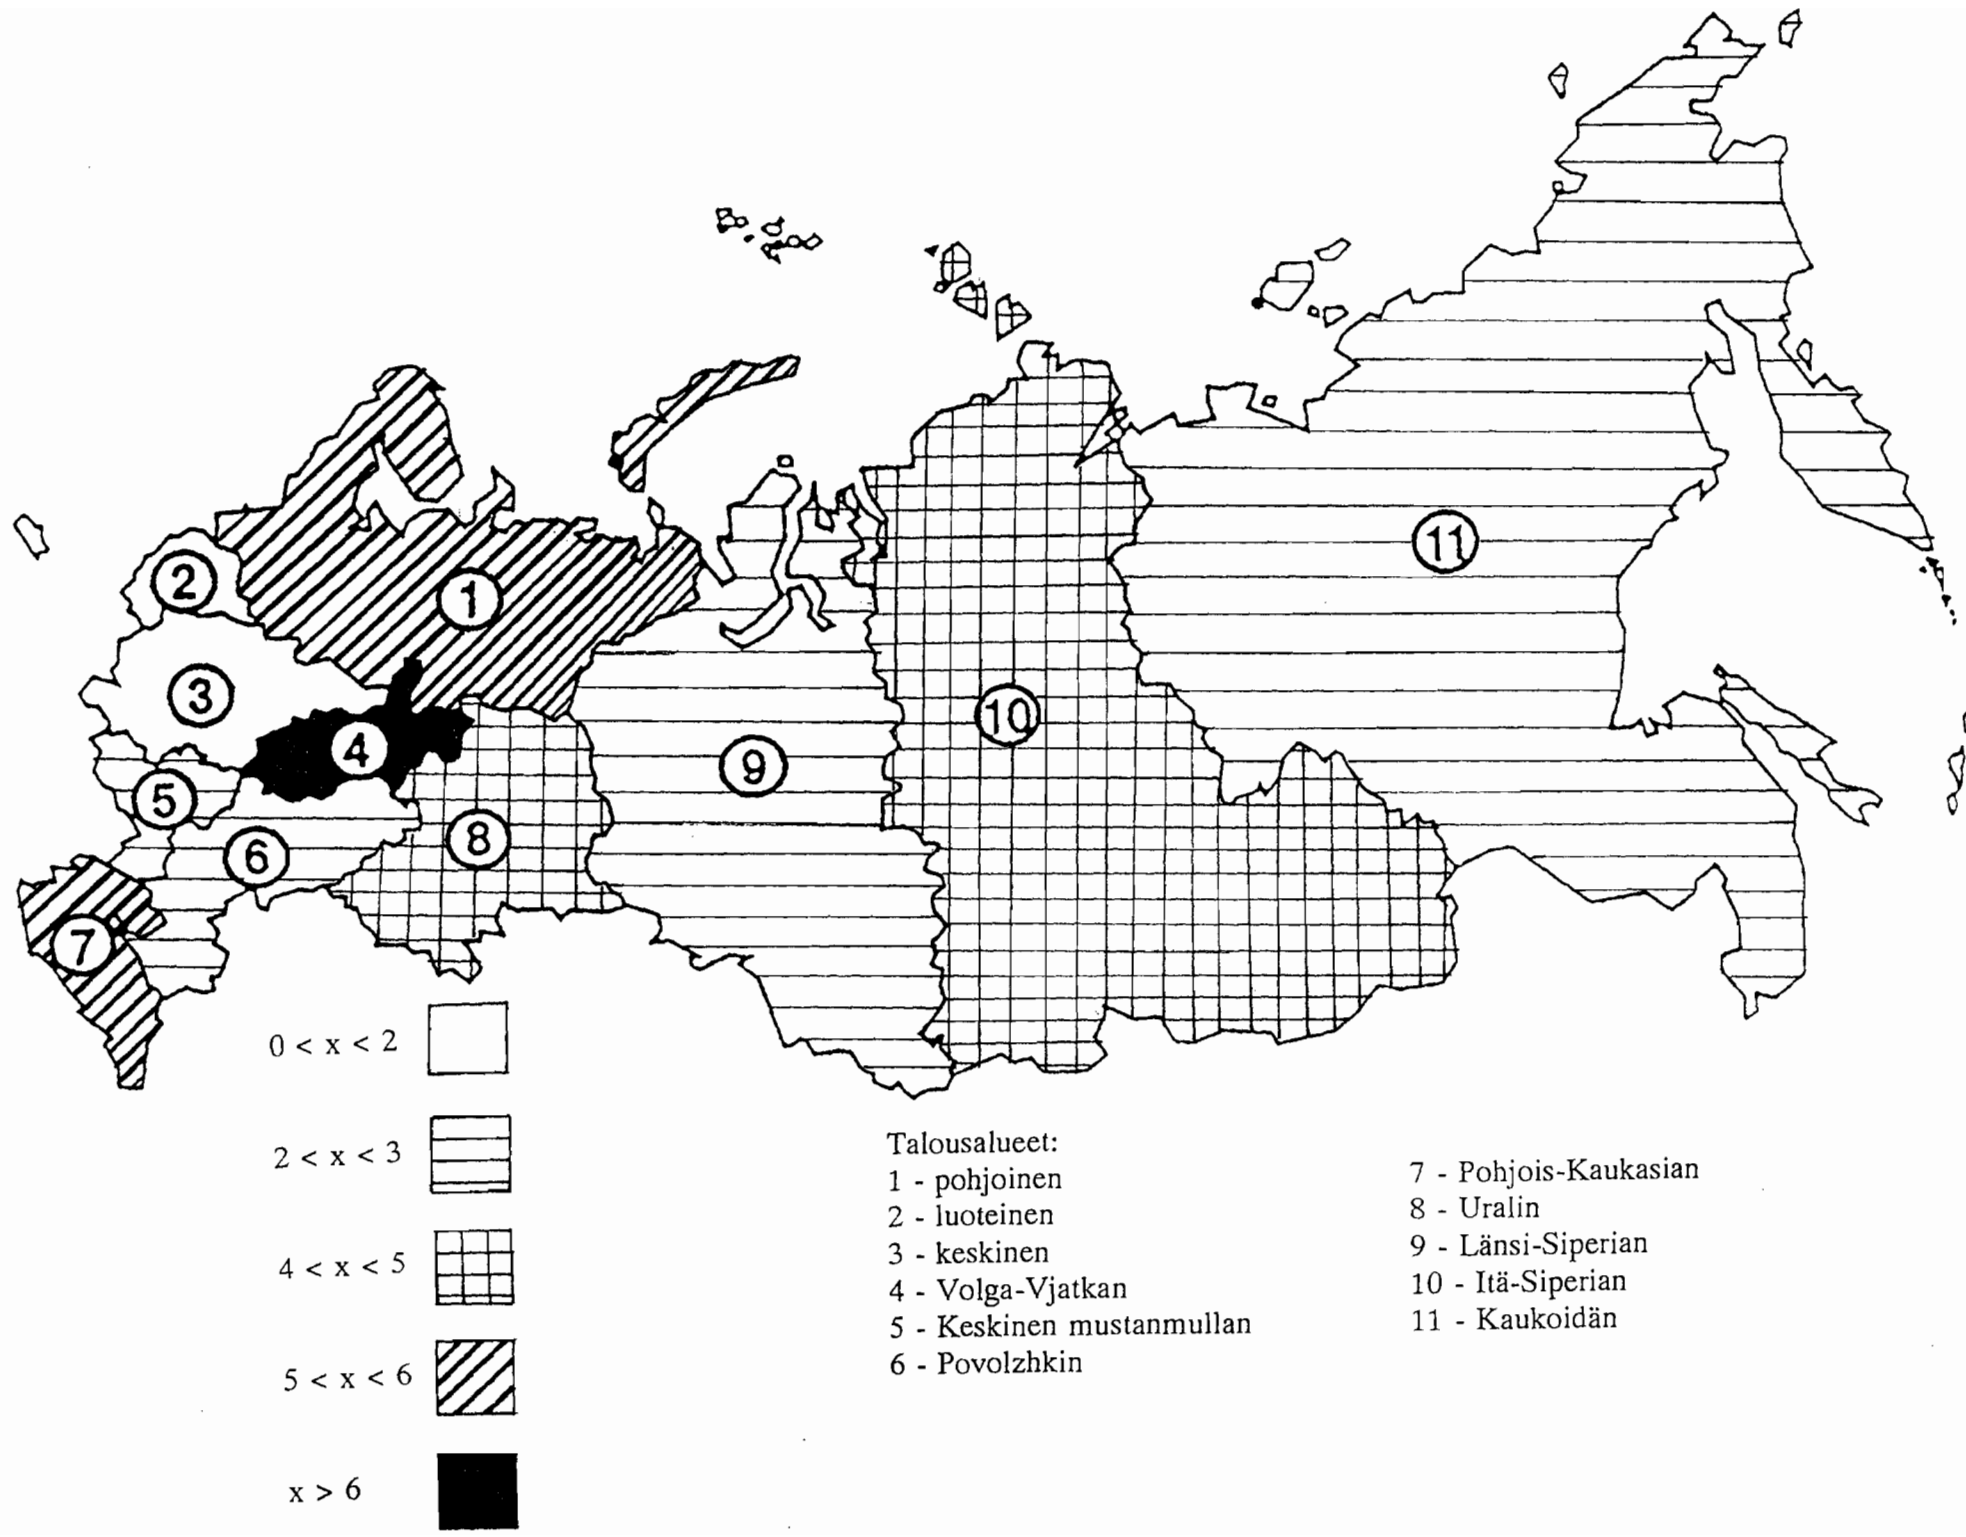 11
2
1
3
10
4
9
5
8
6
7
0 < x < 2
2 < x < 3
4 < x < 5
5 < x < 6
x > 6
Talousalueet:
1 - pohjoinen
2 - luoteinen
3 - keskinen
4 - Volga-Vjatkan
5 - Keskinen mustanmullan
6 - Povolzhkin
7 - Pohjois-Kaukasian
8 - Uralin
9 - Länsi-Siperian
10 - Itä-Siperian
11 - Kaukoidän